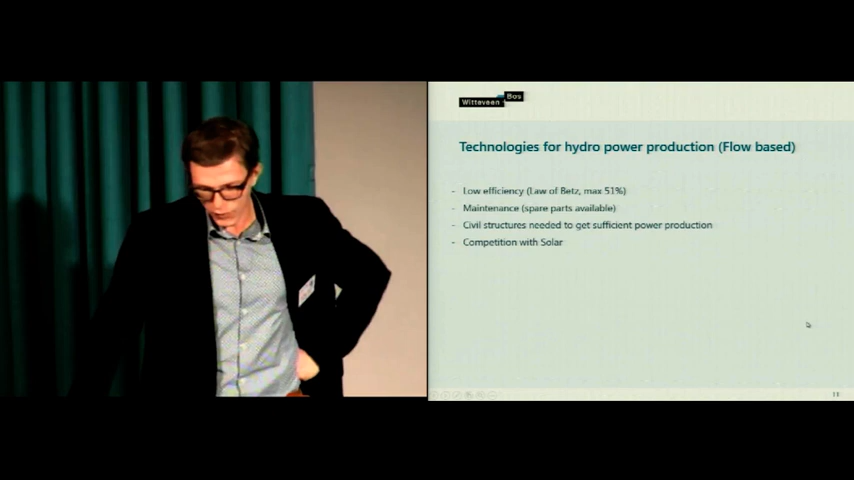 Witteveen
Bos
Technologies for hydro power production (Flow based)
- Low efficiency (Law of Betz, max 51%)
- Maintenance (spare parts available)
- Civil structures needed to get sufficient power production
- Competition with Solar
11